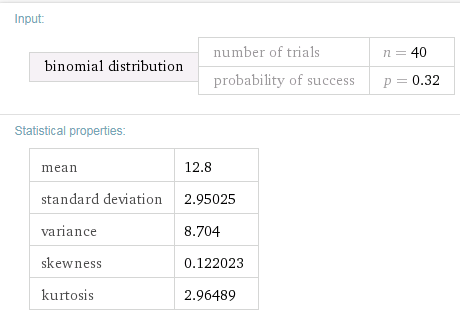 Input:
binomial distribution
number of trials n = 40
probability of success p = 0.32
Statistical properties:
mean 12.8
standard deviation 2.95025
variance 8.704
skewness 0.122023
kurtosis 2.96489